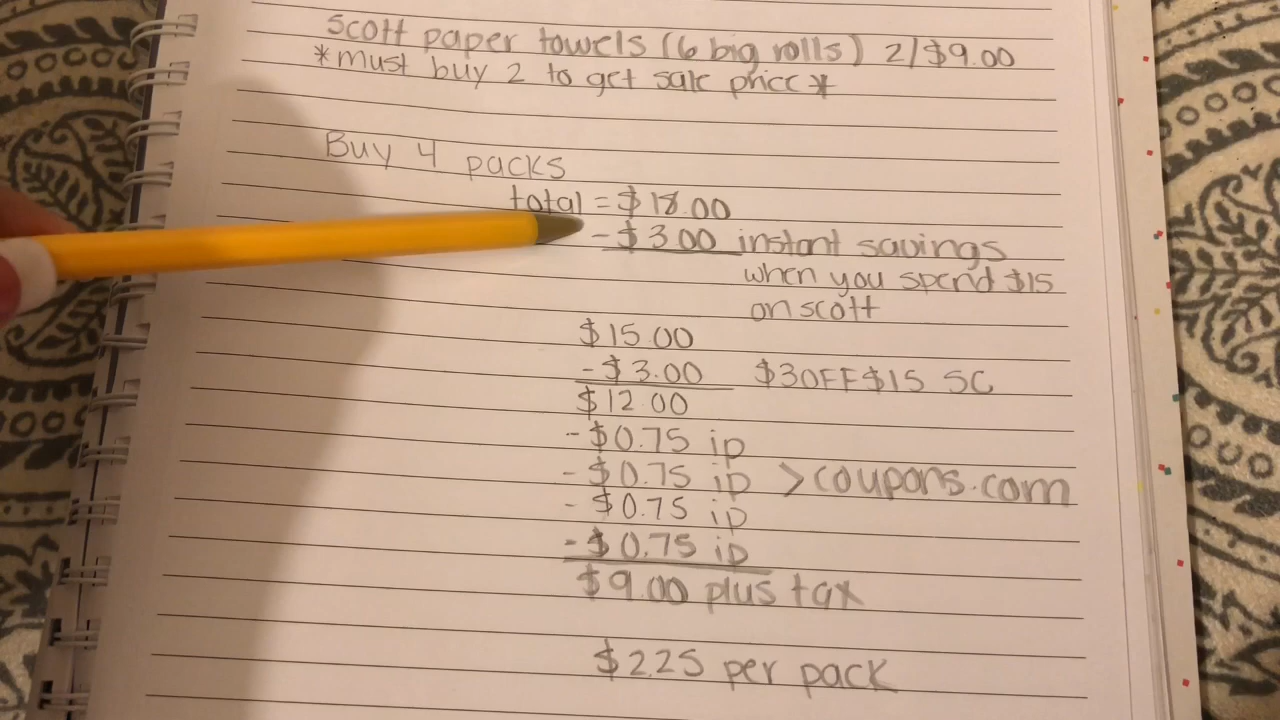 Scott paper towels (6 big rolls) 2/$9.00
*must buy 2 to get sale price*
Buy 4 packs
total = $18.00
- $3.00 instant savings
when you spend $15
on scott
$15.00
- $3.00 $3OFF$15 SC
$12.00
- $0.75 ip
- $0.75 ip >coupons.com
- $0.75 ip
- $0.75 ip
$9.00 plus tax
$2.25 per pack